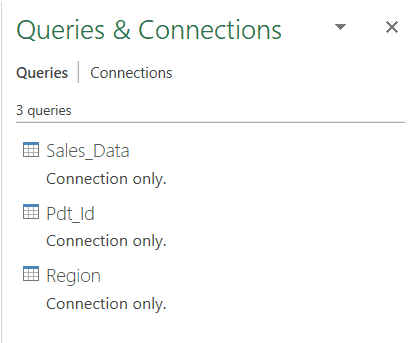 Queries & Connections
Queries Connections
3 queries
Sales_Data
Connection only.
Pdt_Id
Connection only.
Region
Connection only.